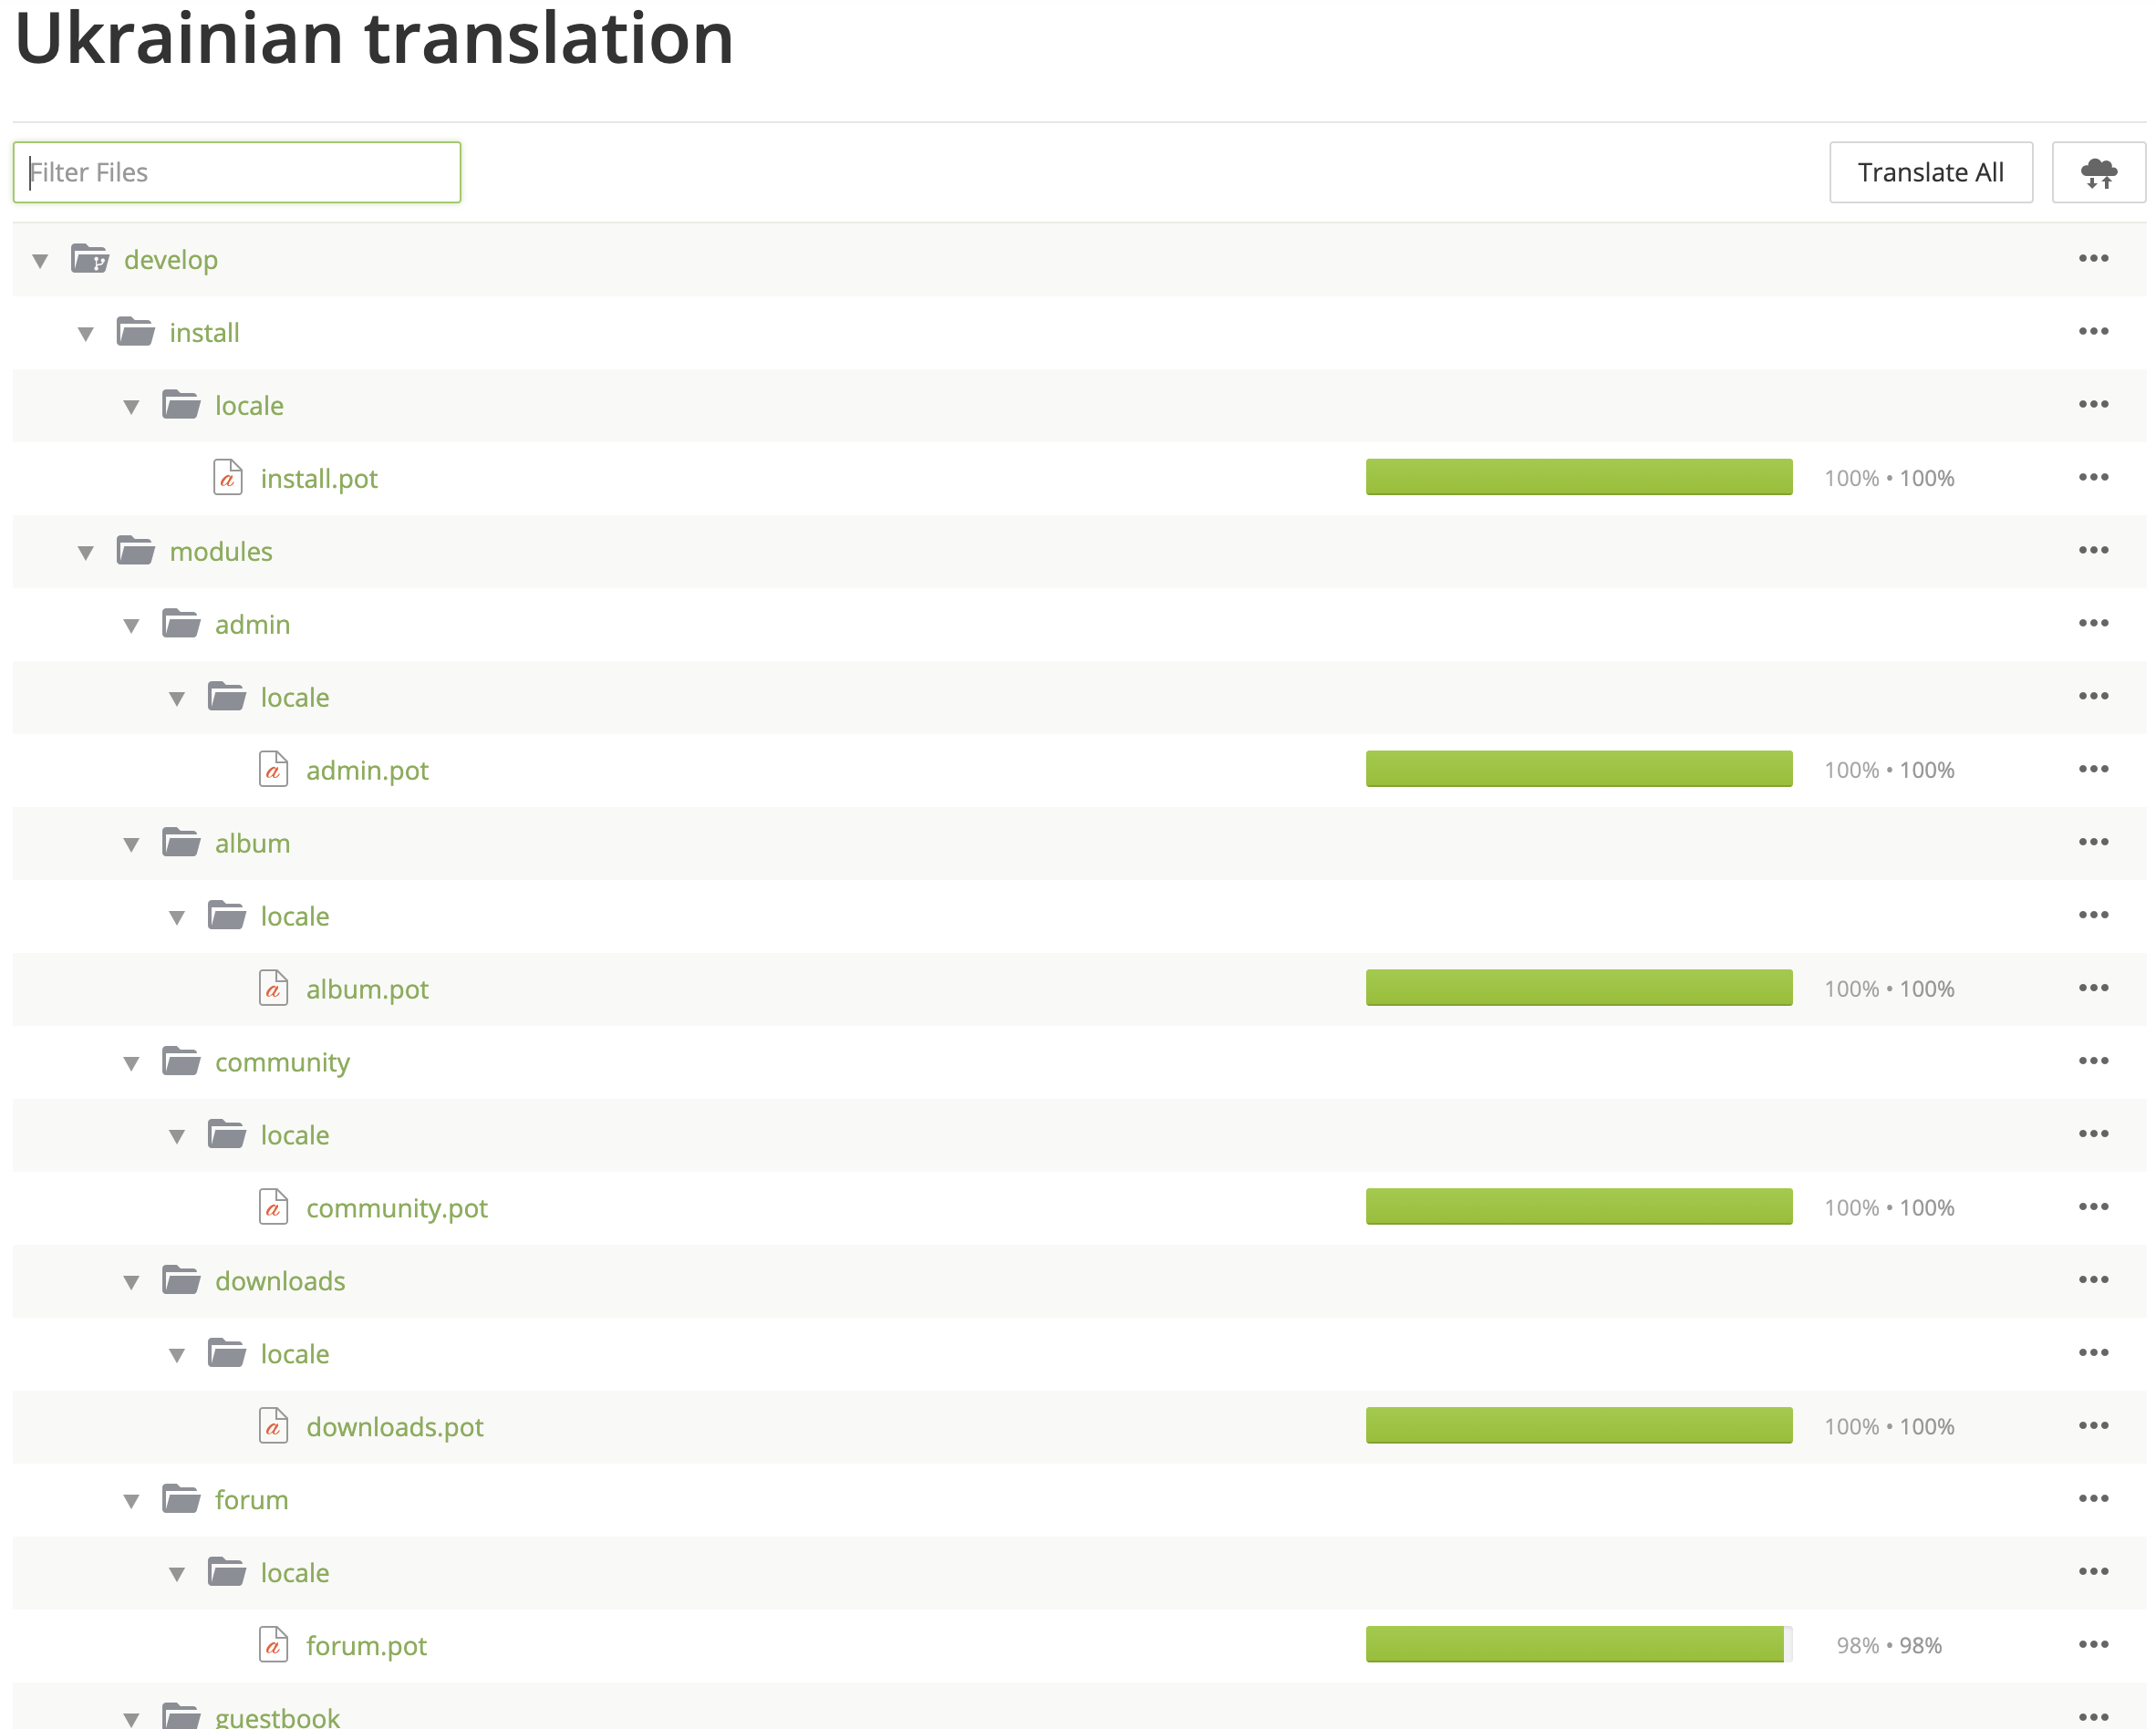 Ukrainian translation
Filter Files
Translate All
develop
install
locale
install.pot
100% • 100%
modules
admin
locale
admin.pot
100% • 100%
album
locale
album.pot
100% • 100%
community
locale
community.pot
100% • 100%
downloads
locale
downloads.pot
100% • 100%
forum
locale
forum.pot
98% • 98%
guestbook